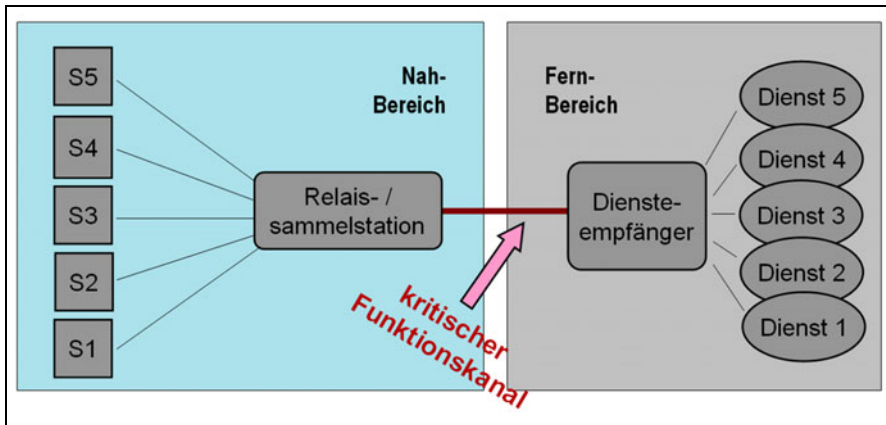 S5
S4
S3
S2
S1
Nah-
Bereich
Relais- /
sammelstation
kritischer
Funktionskanal
Fern-
Bereich
Dienste-
empfänger
Dienst 5
Dienst 4
Dienst 3
Dienst 2
Dienst 1